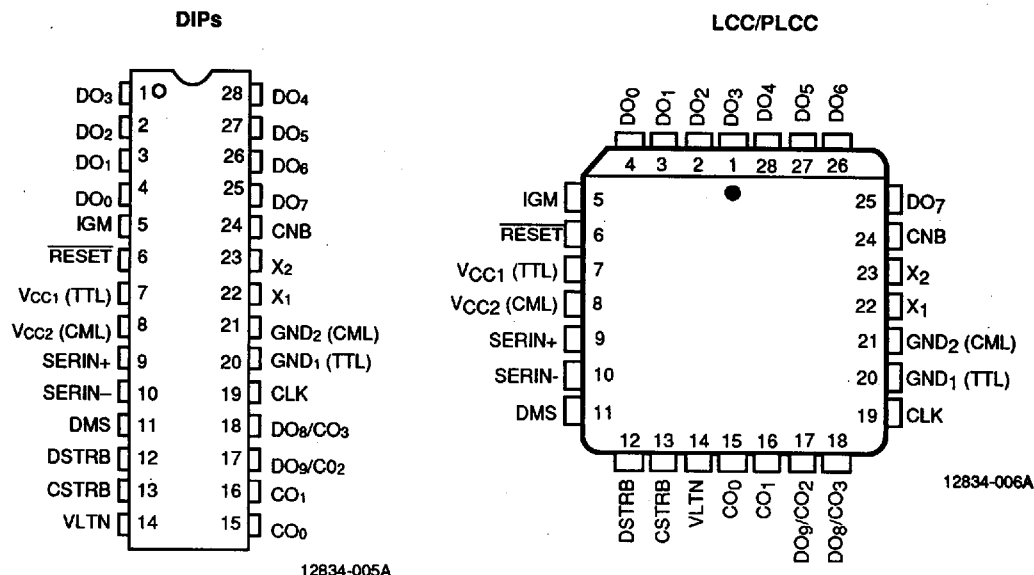 DIPs
DO3 1 28 DO4
DO2 2 27 DO5
DO1 3 26 DO6
DO0 4 25 DO7
IGM 5 24 CNB
RESET 6 23 X2
VCC1 (TTL) 7 22 X1
VCC2 (CML) 8 21 GND2 (CML)
SERIN+ 9 20 GND1 (TTL)
SERIN– 10 19 CLK
DMS 11 18 DO8/CO3
DSTRB 12 17 DO9/C02
CSTRB 13 16 CO1
VLTN 14 15 CO0
12834-005A
LCC/PLCC
DO0 DO1 DO2 DO3 DO4 DO5 DO6
4 3 2 1 28 27 26
IGM 5 25 DO7
RESET 6 24 CNB
VCC1 (TTL) 7 23 X2
VCC2 (CML) 8 22 X1
SERIN+ 9 21 GND2 (CML)
SERIN- 10 20 GND1 (TTL)
DMS 11 19 CLK
12 13 14 15 16 17 18
DSTRB CSTRB VLTN CO0 CO1 DO9/CO2 DO8/CO3
12834-006A